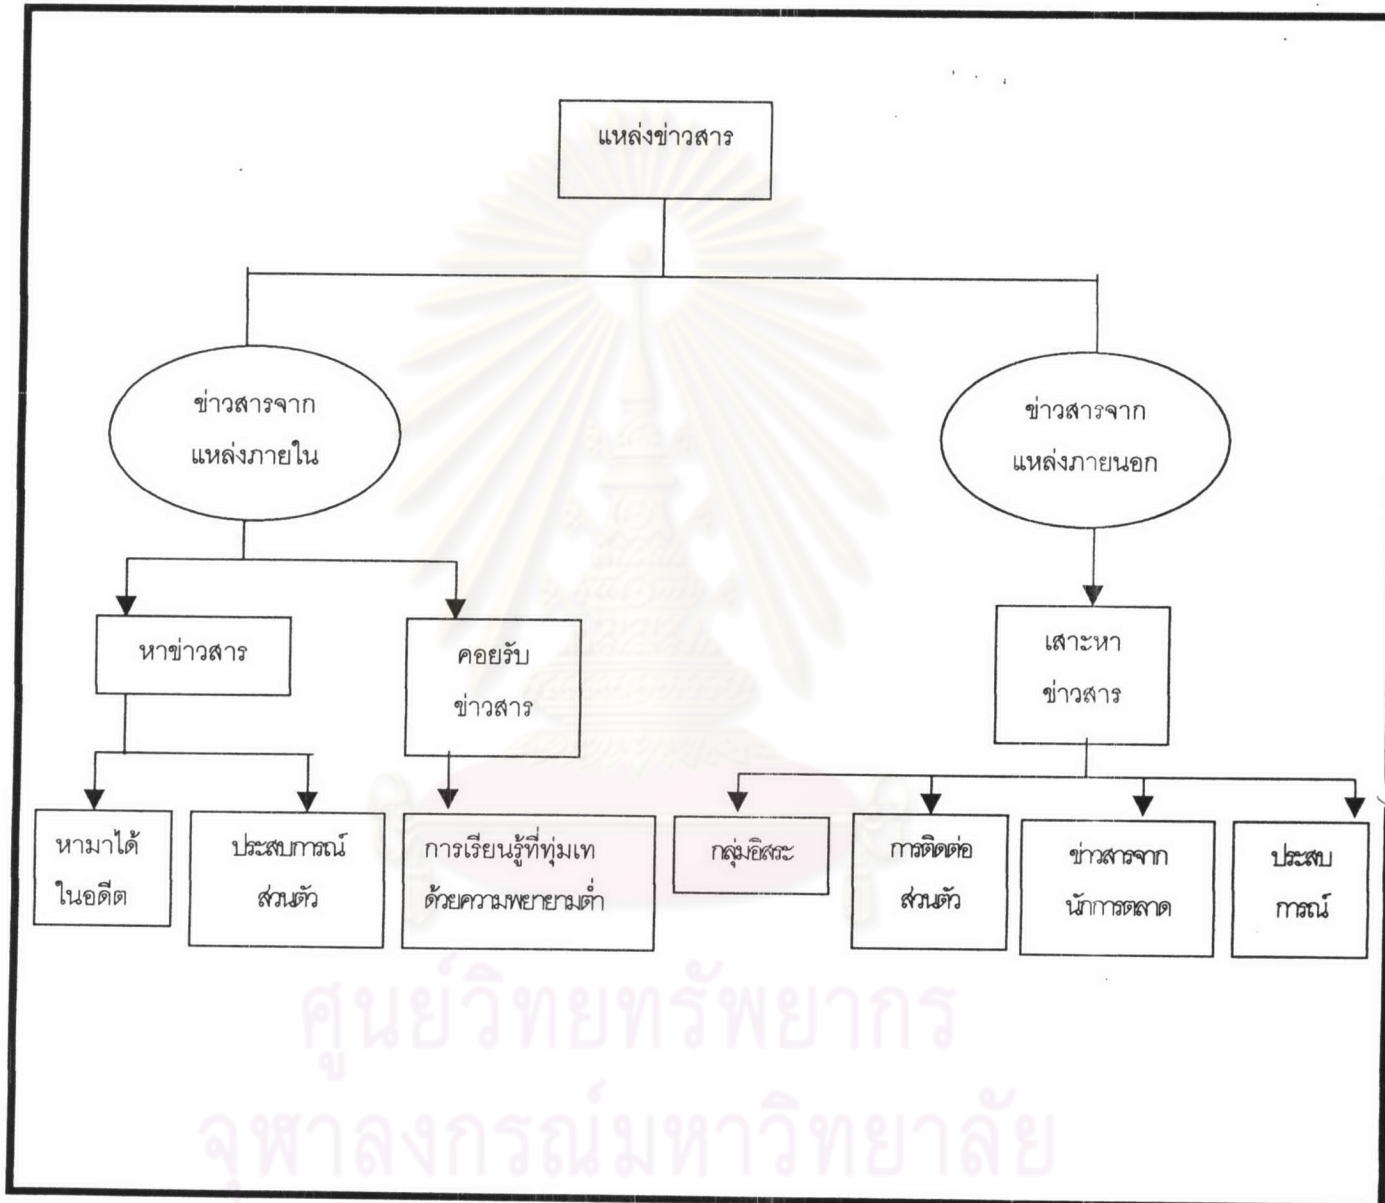 แหล่งข่าวสาร
ข่าวสารจาก
แหล่งภายใน
ข่าวสารจาก
แหล่งภายนอก
หาข่าวสาร
คอยรับ
ข่าวสาร
เสาะหา
ข่าวสาร
หามาได้
ในอดีต
ประสบการณ์
ส่วนตัว
การเรียนรู้ที่ทุ่มเท
ด้วยความพยายามต่ำ
กลุ่มอิสระ
การติดต่อ
ส่วนตัว
ข่าวสารจาก
นักการตลาด
ประสบ
การณ์
ศูนย์วิทยทรัพยากร
จุฬาลงกรณ์มหาวิทยาลัย